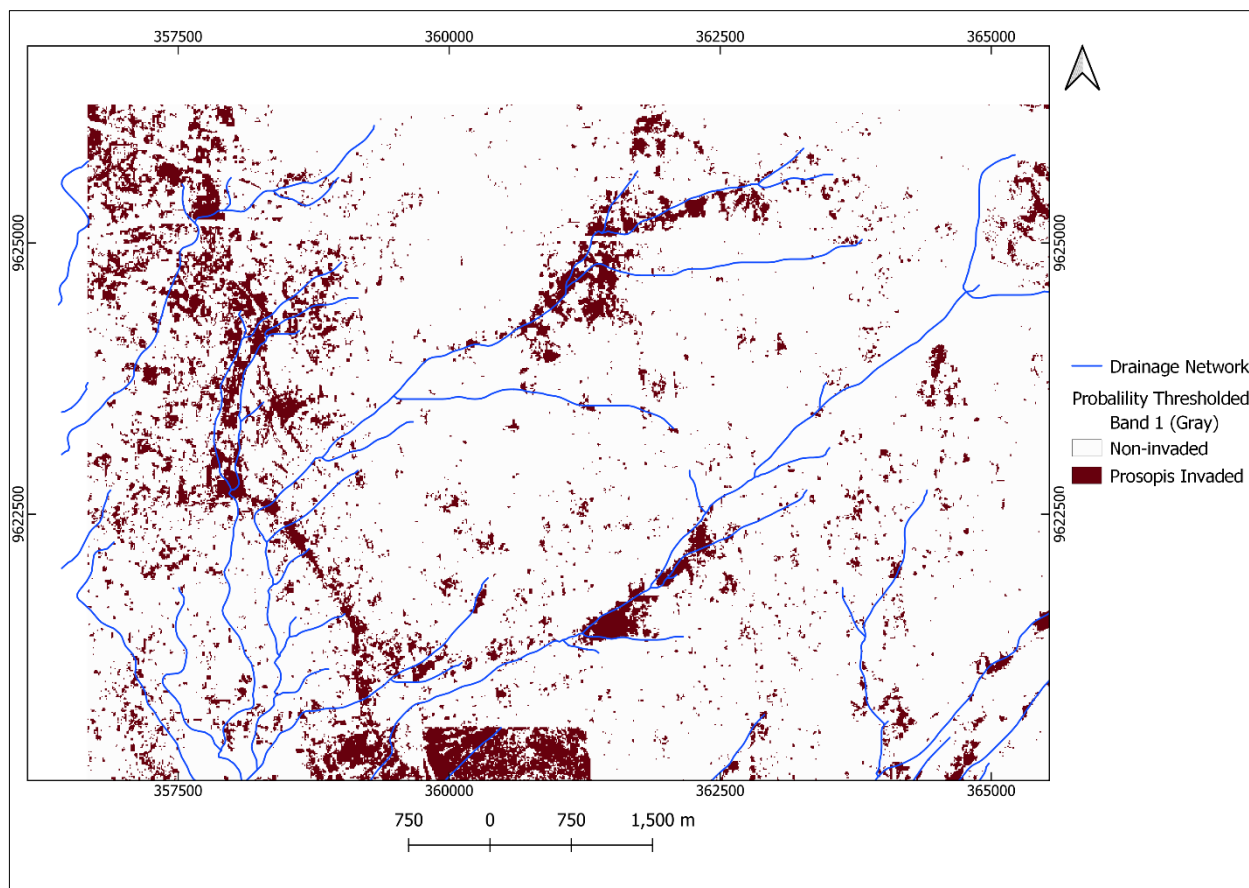 357500 360000 362500 365000
9625000 9625000
Drainage Network
Probalility Thresholded
Band 1 (Gray)
Non-invaded
Prosopis Invaded
9622500 9622500
357500 360000 362500 365000
750 0 750 1,500 m